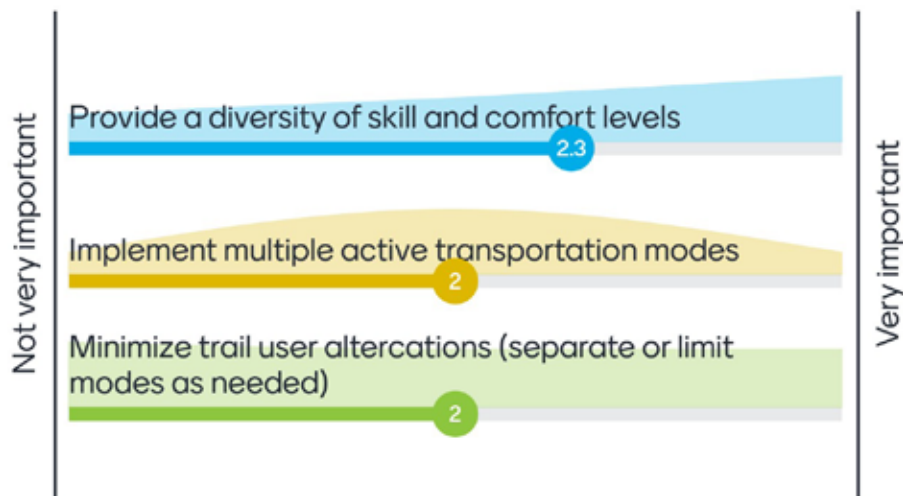 Not very important
Provide a diversity of skill and comfort levels
2.3
Implement multiple active transportation modes
2
Minimize trail user altercations (separate or limit
modes as needed)
2
Very important